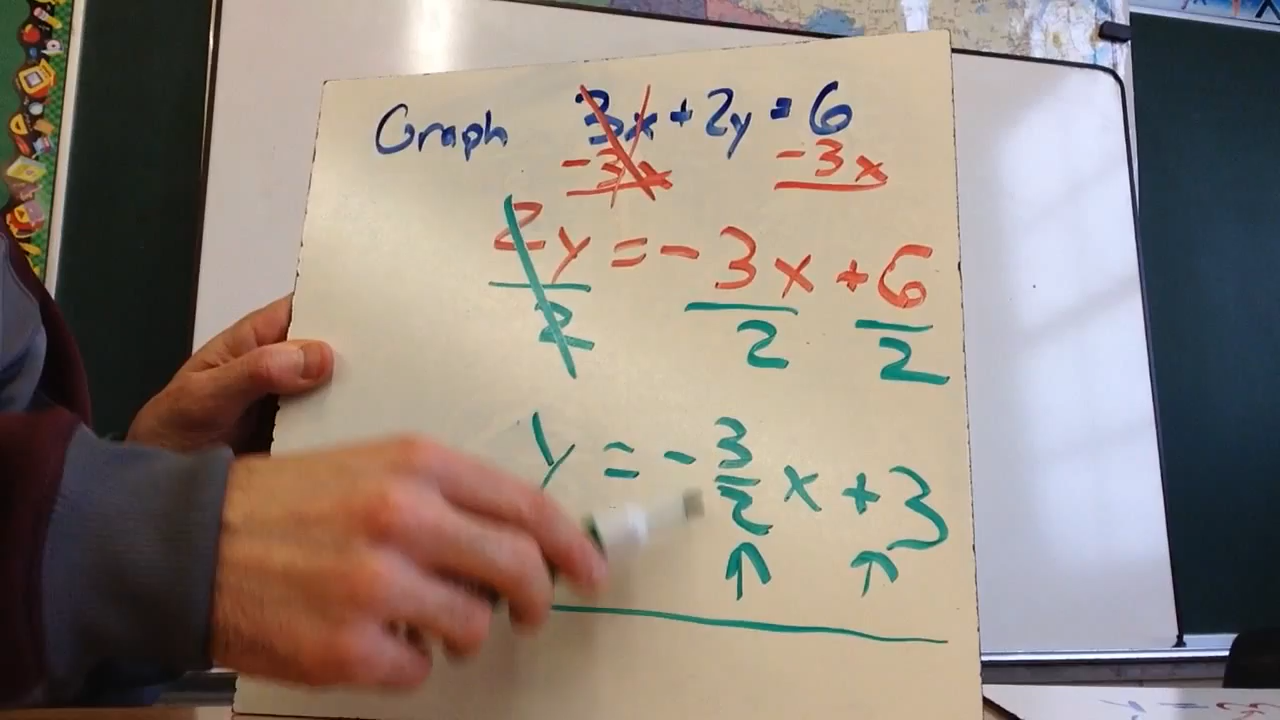 Graph 3x + 2y = 6
-3x -3x
2y = -3x + 6
2 2 2
y = - 3/2 x + 3